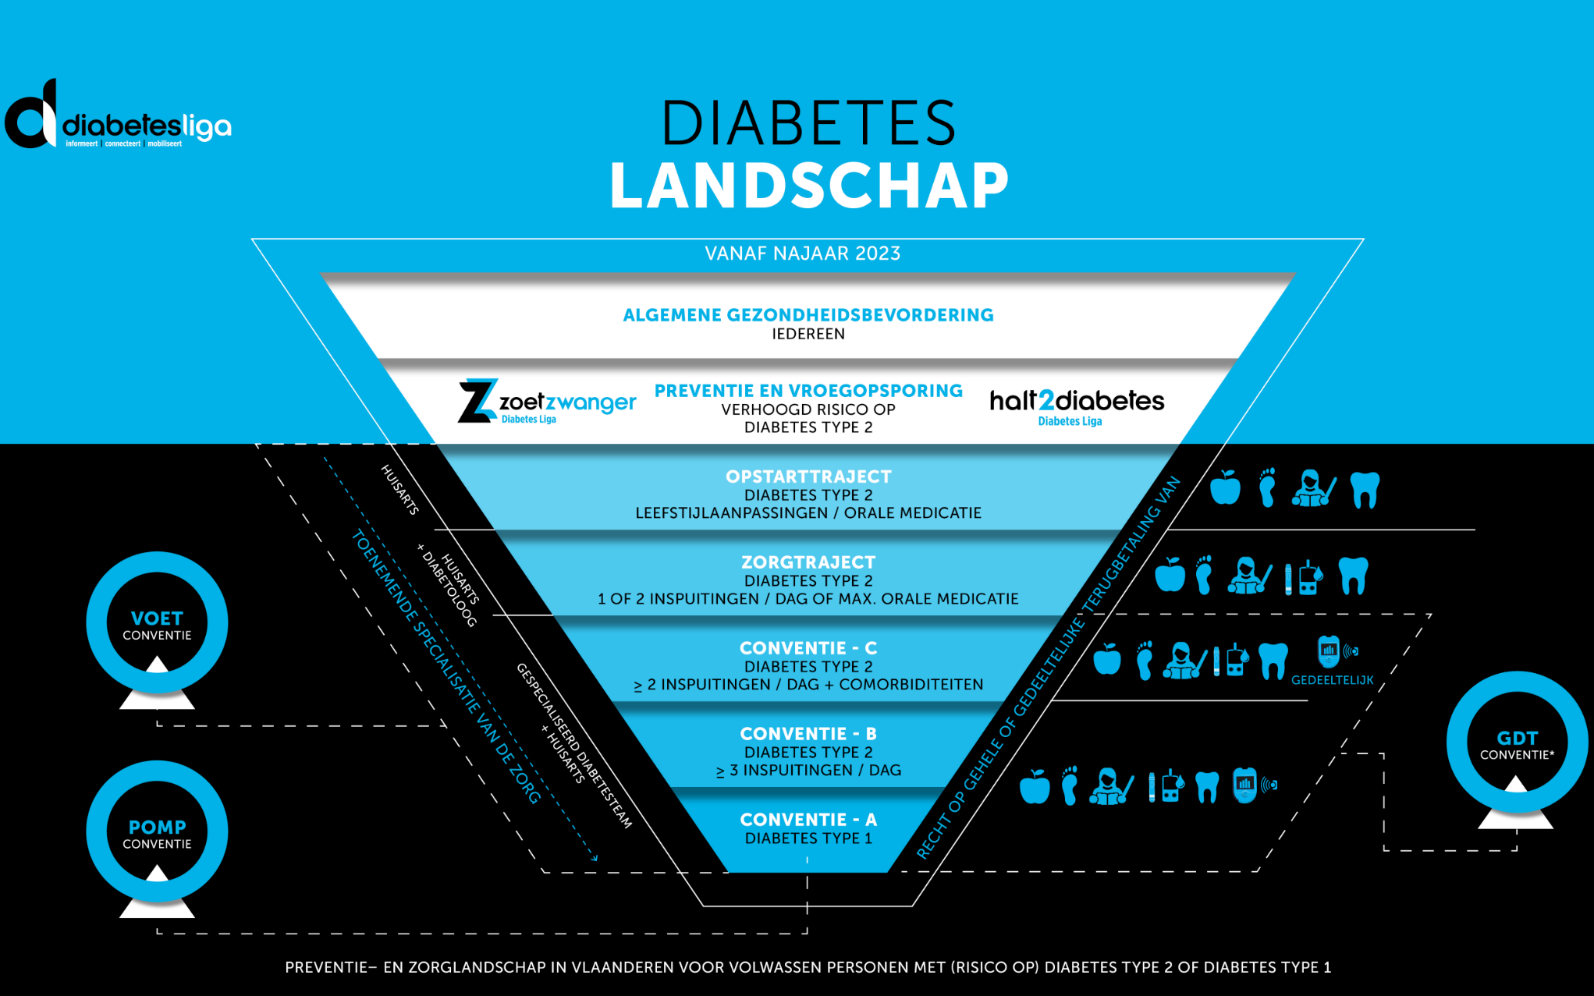 diabetesliga
informeert | connecteert | mobiliseert
DIABETES
LANDSCHAP
VANAF NAJAAR 2023
ALGEMENE GEZONDHEIDSBEVORDERING
IEDEREEN
zoetzwanger
Diabetes Liga
PREVENTIE EN VROEGOPSPORING
VERHOOGD RISICO OP
DIABETES TYPE 2
halt2diabetes
Diabetes Liga
OPSTARTTRAJECT
DIABETES TYPE 2
LEEFSTIJLAANPASSINGEN / ORALE MEDICATIE
ZORGTRAJECT
DIABETES TYPE 2
1 OF 2 INSPUITINGEN / DAG OF MAX. ORALE MEDICATIE
CONVENTIE - C
DIABETES TYPE 2
≥ 2 INSPUITINGEN / DAG + COMORBIDITEITEN
CONVENTIE - B
DIABETES TYPE 2
≥ 3 INSPUITINGEN / DAG
CONVENTIE - A
DIABETES TYPE 1
HUISARTS
HUISARTS
+ DIABETOLOOG
GESPECIALISEERD DIABETESTEAM
+ HUISARTS
TOENEMENDE SPECIALISATIE VAN DE ZORG
RECHT OP GEHELE OF GEDEELTELIJKE TERUGBETALING VAN
GEDEELTELIJK
VOET
CONVENTIE
POMP
CONVENTIE
GDT
CONVENTIE*
PREVENTIE– EN ZORGLANDSCHAP IN VLAANDEREN VOOR VOLWASSEN PERSONEN MET (RISICO OP) DIABETES TYPE 2 OF DIABETES TYPE 1